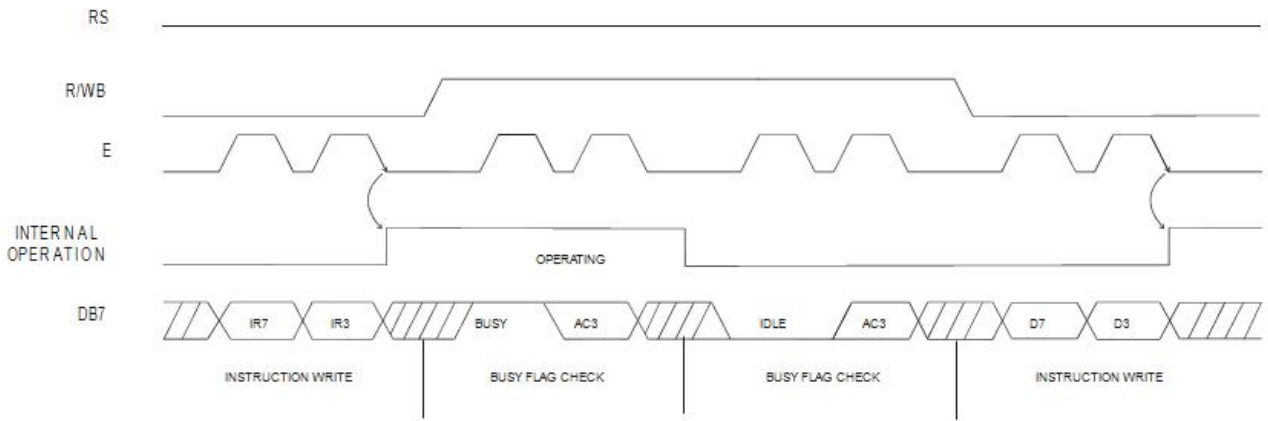 RS
R/WB
E
INTERNAL
OPERATION
OPERATING
DB7
IR7 IR3 BUSY AC3 IDLE AC3 D7 D3
INSTRUCTION WRITE BUSY FLAG CHECK BUSY FLAG CHECK INSTRUCTION WRITE